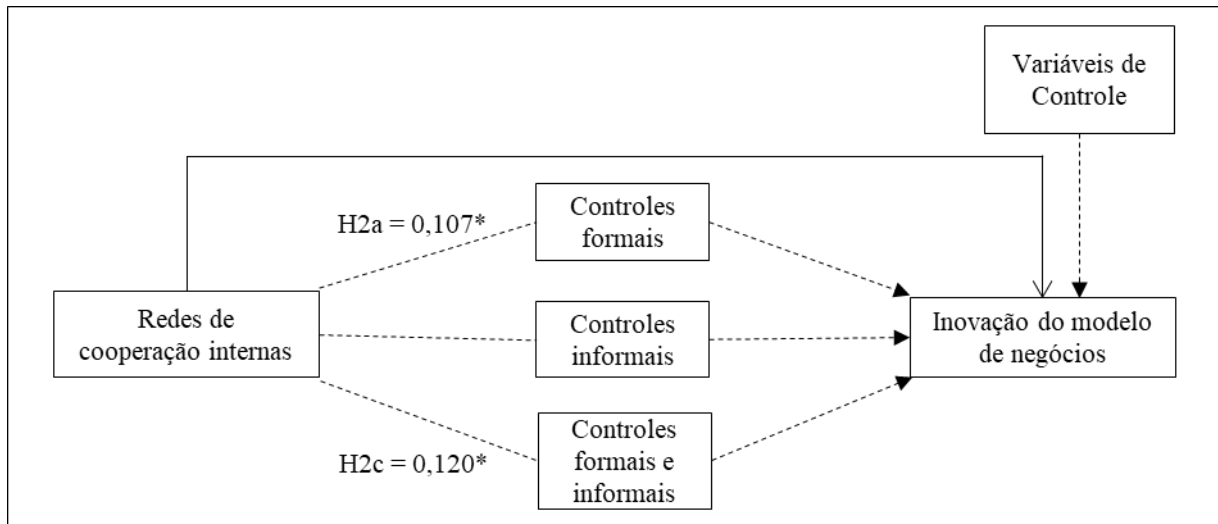 Variáveis de
Controle
H2a = 0,107*
Controles
formais
Redes de
cooperação internas
Controles
informais
Inovação do modelo
de negócios
H2c = 0,120*
Controles
formais e
informais